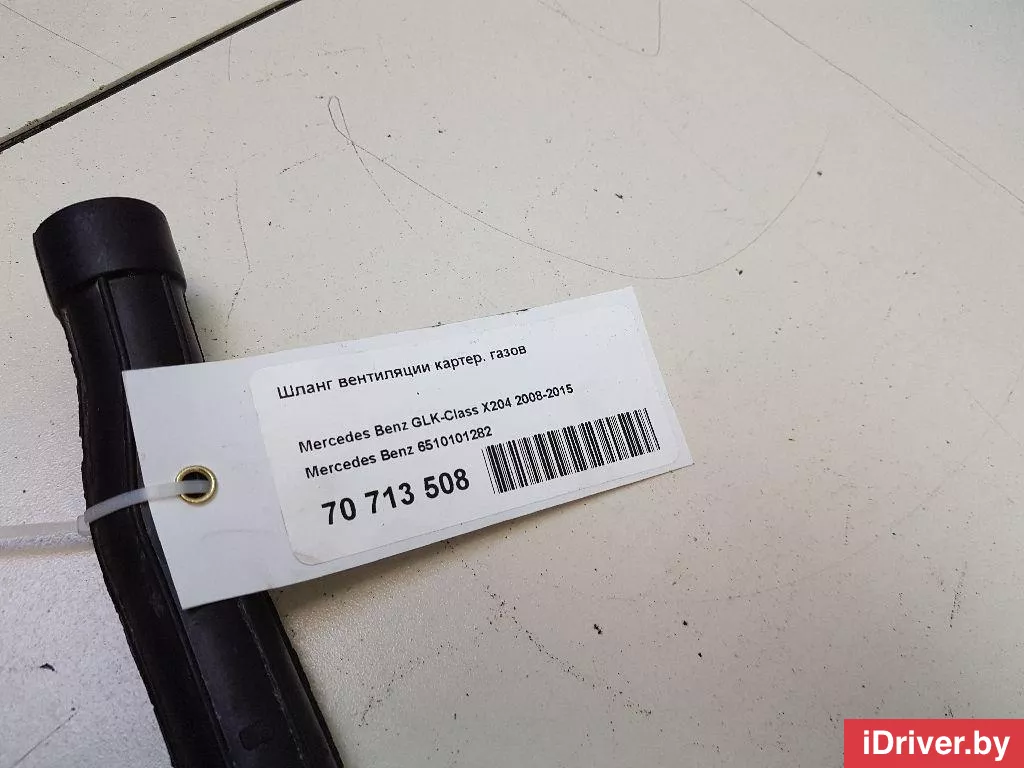 Шланг вентиляции картер. газов
Mercedes Benz GLK-Class X204 2008-2015
Mercedes Benz 6510101282
70 713 508
iDriver.by